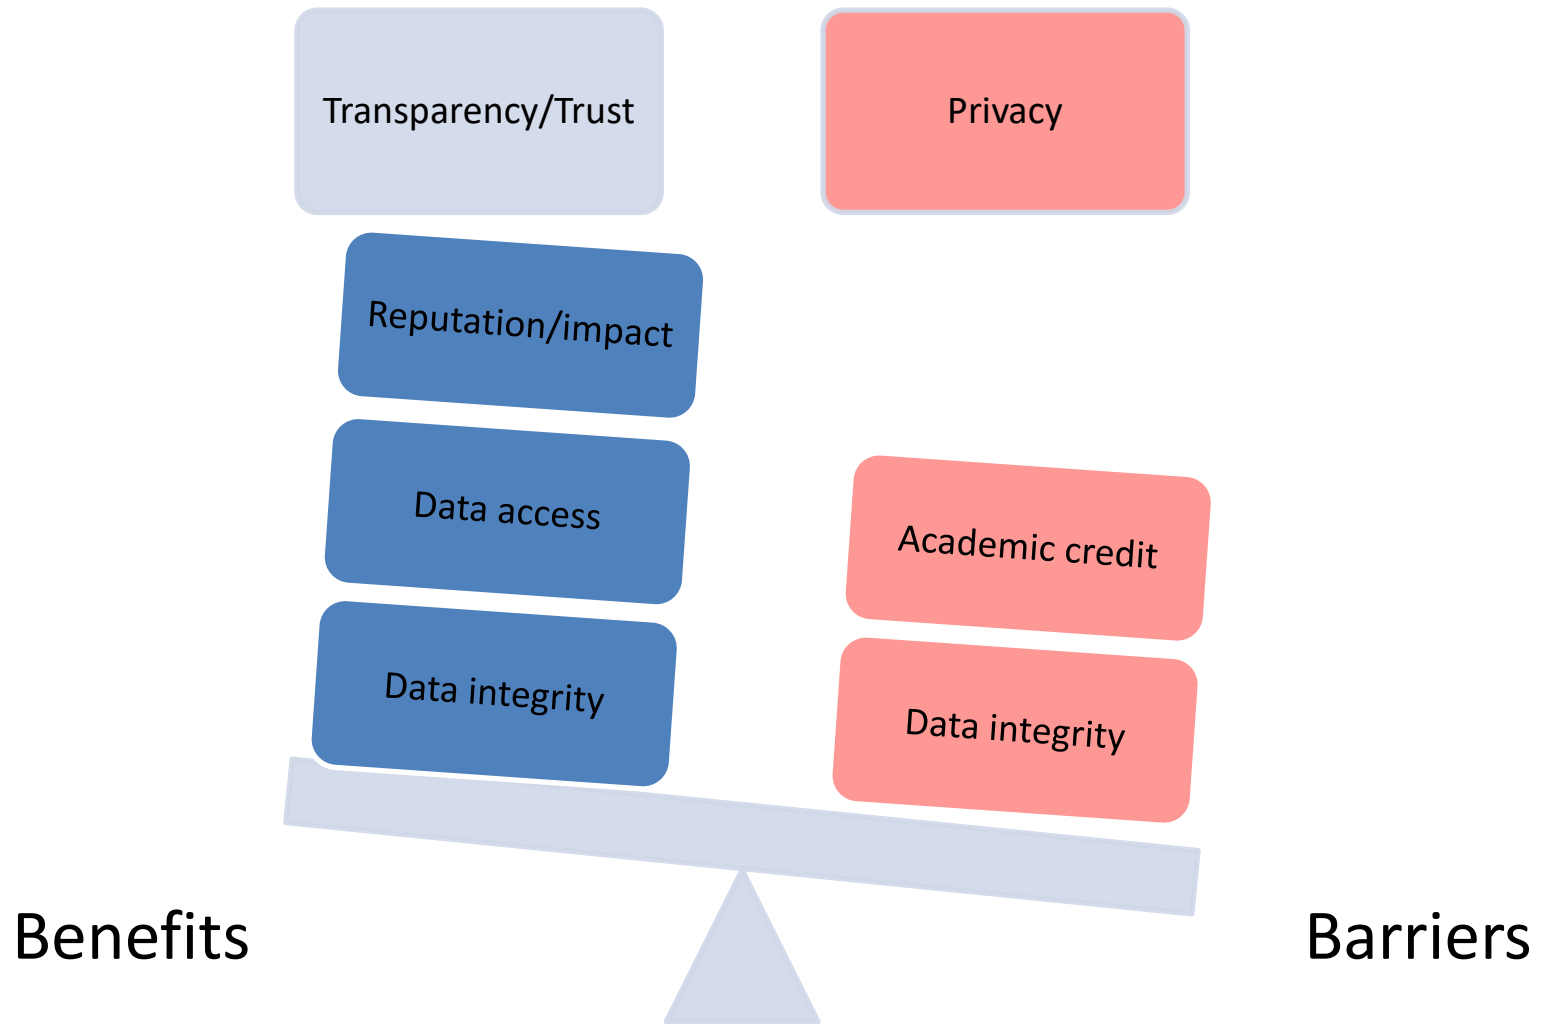 Transparency/Trust
Privacy
Reputation/impact
Data access
Data integrity
Academic credit
Data integrity
Benefits
Barriers